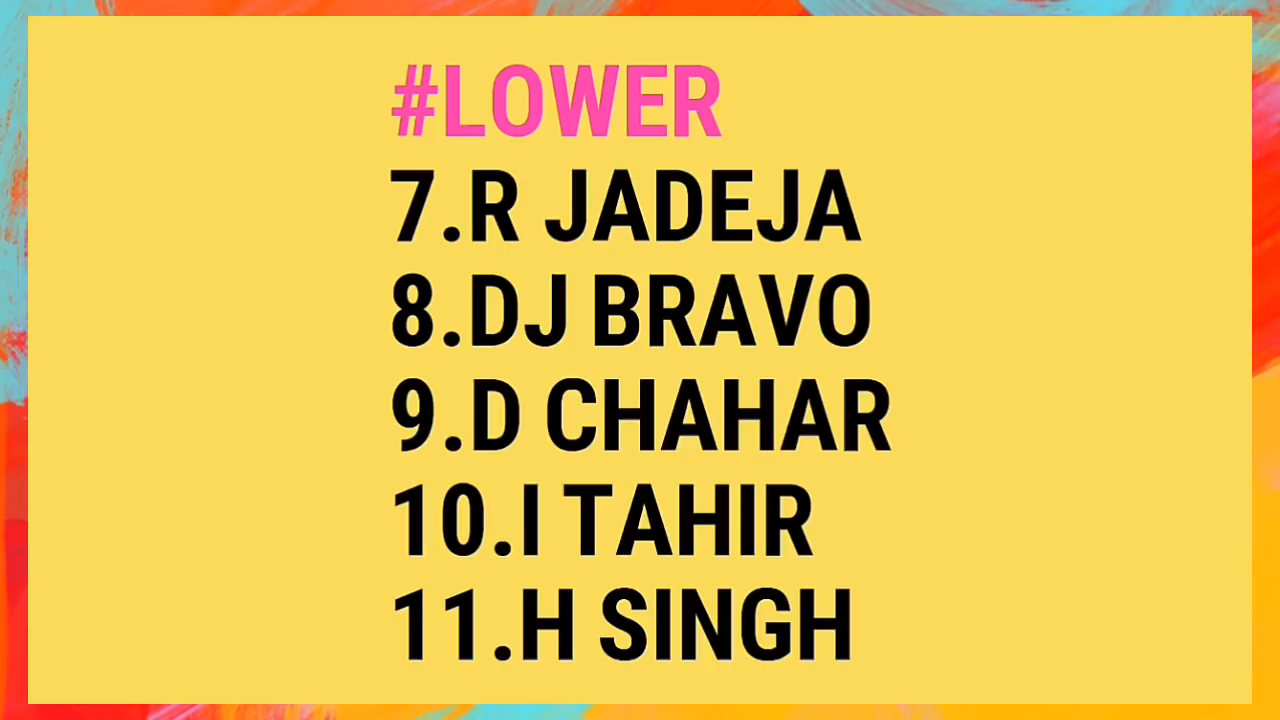 #LOWER
7.R JADEJA
8.DJ BRAVO
9.D CHAHAR
10.I TAHIR
11.H SINGH